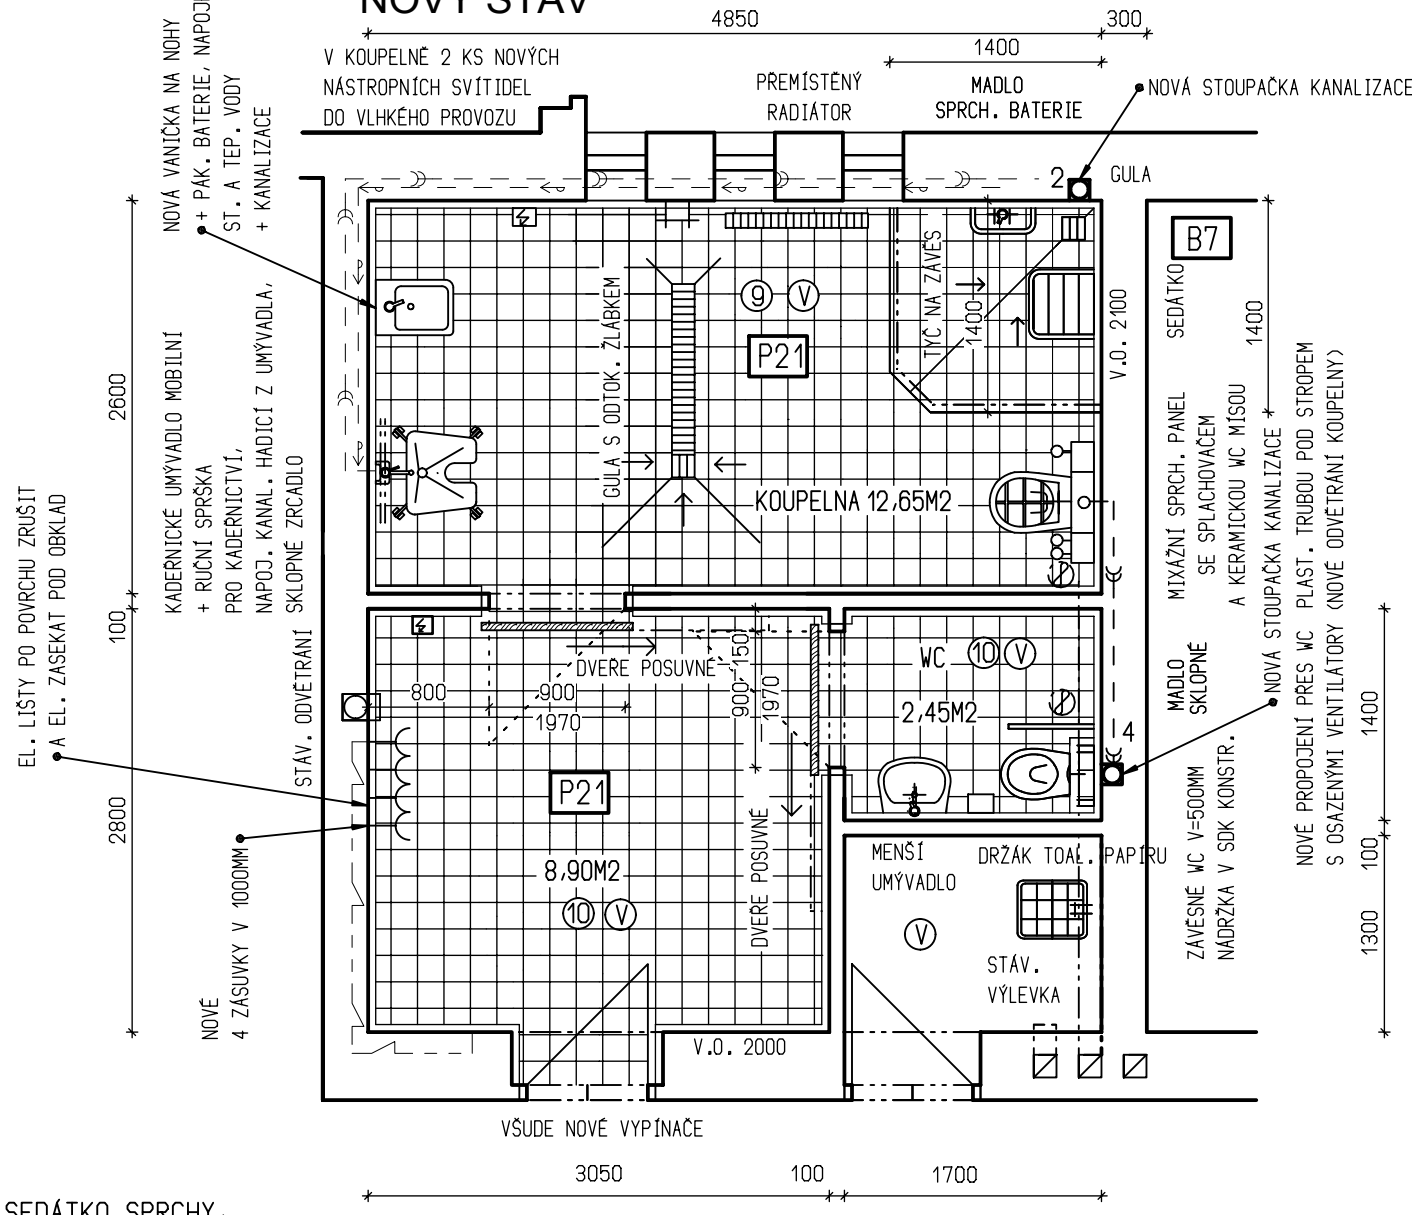 NOVÝ STAV
4850
300
1400
V KOUPELNĚ 2 KS NOVÝCH
NÁSTROPNÍCH SVÍTIDEL
DO VLHKÉHO PROVOZU
PŘEMÍSTĚNÝ
RADIÁTOR
MADLO
SPRCH. BATERIE
NOVÁ STOUPAČKA KANALIZACE
2
GULA
NOVÁ VANIČKA NA NOHY
+ PÁK. BATERIE,
ST. A TEP. VODY
+ KANALIZACE
B7
TYČ NA ZÁVĚS
1400
V.O. 2100
SEDÁTKO
1400
9
V
P21
GULA S ODTOK. ŽLÁBKEM
KOUPELNA 12,65M2
2600
100
2800
KADEŘNICKÉ UMÝVADLO MOBILNÍ
+ RUČNÍ SPRŠKA
PRO KADEŘNICTVÍ,
NAPOJ. KANAL. HADICÍ Z UMÝVADLA,
SKLOPNÉ ZRCADLO
EL. LIŠTY PO POVRCHU ZRUŠIT
A EL. ZASEKAT POD OBKLAD
STÁV. ODVĚTRÁNÍ
MIXÁŽNÍ SPRCH. PANEL
SE SPLACHOVAČEM
A KERAMICKOU WC MÍSOU
NOVÁ STOUPAČKA KANALIZACE
NOVÉ PROPOJENÍ PŘES WC PLAST. TRUBOU POD STROPEM
S OSAZENÝMI VENTILÁTORY (NOVÉ ODVĚTRÁNÍ KOUPELNY)
DVEŘE POSUVNÉ
800
900
1970
150
900
1970
WC
10
V
2,45M2
4
MADLO
SKLOPNÉ
ZÁVĚSNÉ WC V=500MM
NÁDRŽKA V SDK KONSTR.
1400
100
1300
P21
8,90M2
10
V
DVEŘE POSUVNÉ
MENŠÍ
UMÝVADLO
DRŽÁK TOAL. PAPÍRU
V
STÁV.
VÝLEVKA
NOVÉ
4 ZÁSUVKY V 1000MM
V.O. 2000
VŠUDE NOVÉ VYPÍNAČE
3050
100
1700
SEDÁTKO SPRCHY,